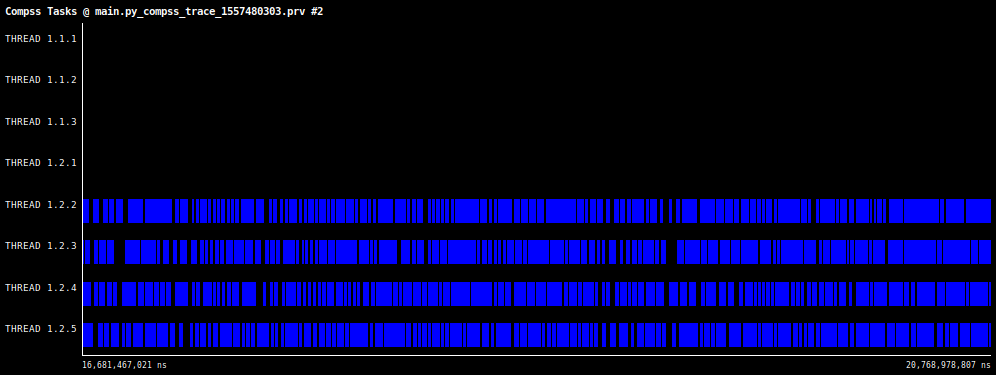 Compss Tasks @ main.py_compss_trace_1557480303.prv #2
THREAD 1.1.1
THREAD 1.1.2
THREAD 1.1.3
THREAD 1.2.1
THREAD 1.2.2
THREAD 1.2.3
THREAD 1.2.4
THREAD 1.2.5
16,681,467,021 ns
20,768,978,807 ns